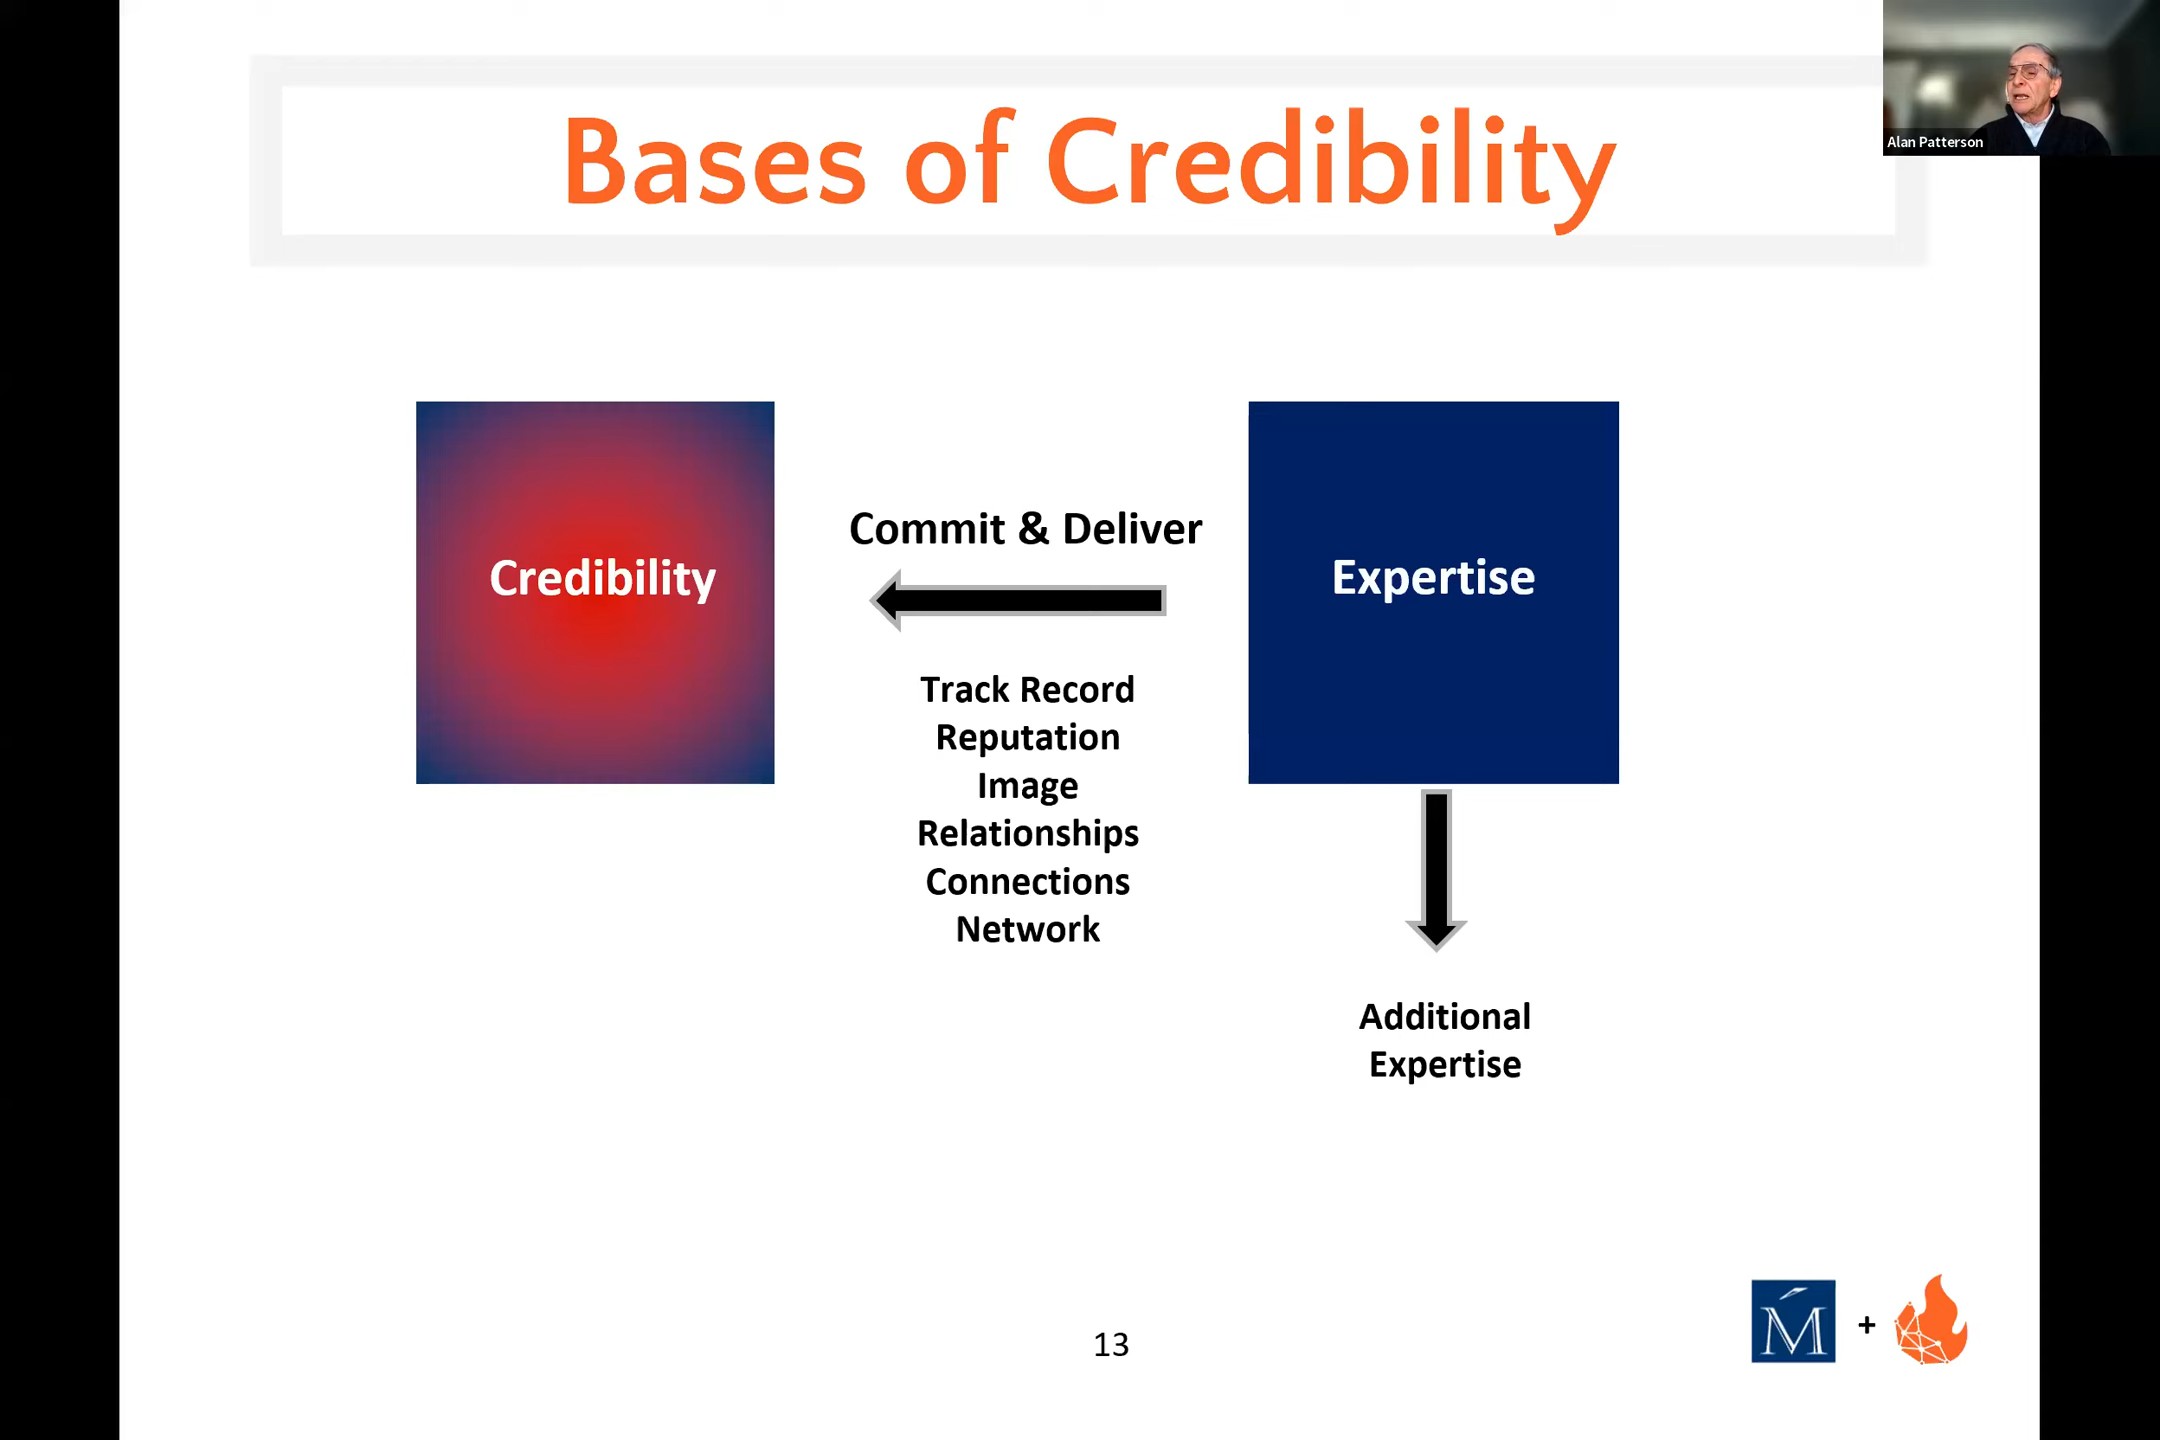 Bases of Credibility
Alan Patterson
Credibility
Commit & Deliver
Expertise
Track Record
Reputation
Image
Relationships
Connections
Network
Additional
Expertise
13
M +